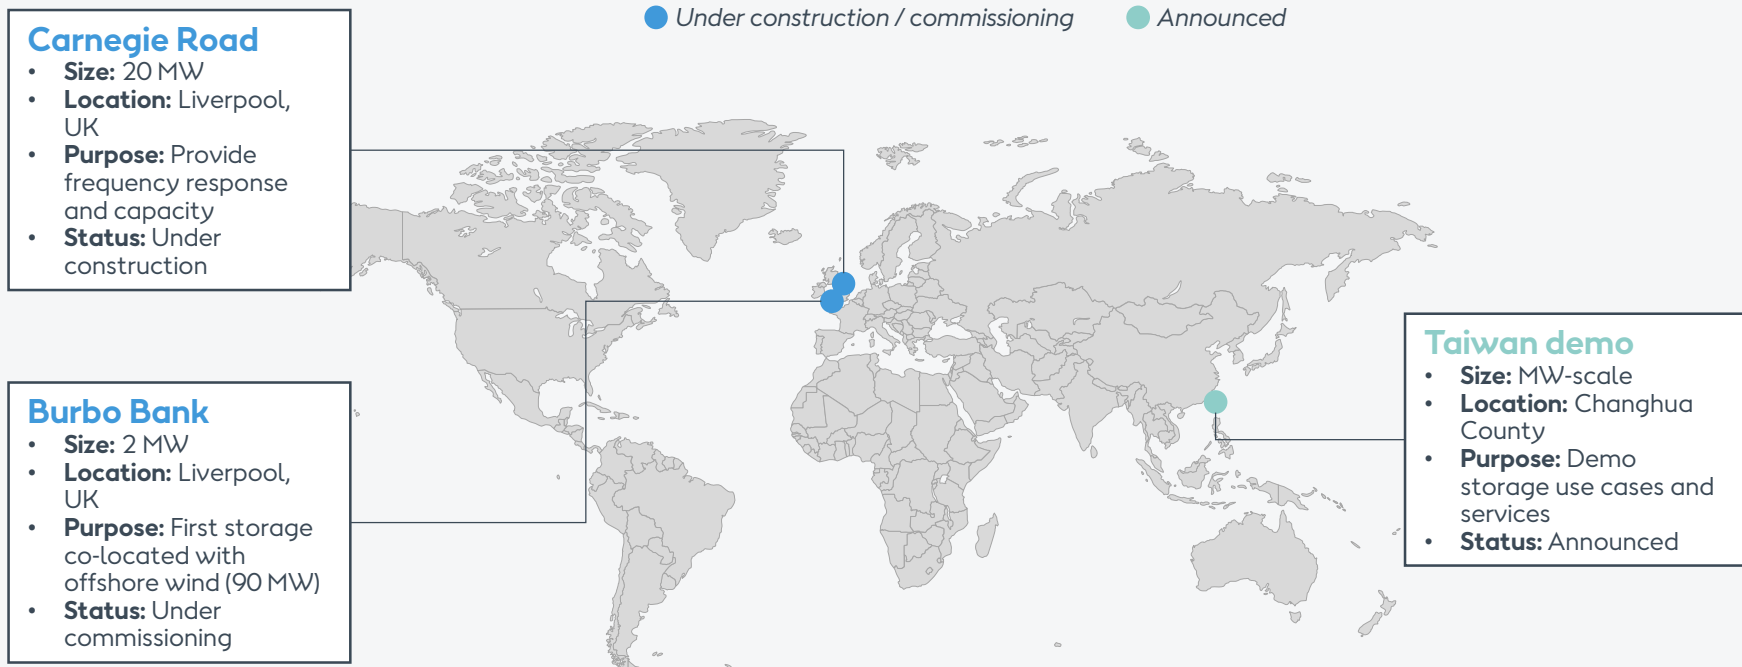 Under construction / commissioning
Announced
Carnegie Road
• Size: 20 MW
• Location: Liverpool,
UK
• Purpose: Provide
frequency response
and capacity
• Status: Under
construction
Burbo Bank
• Size: 2 MW
• Location: Liverpool,
UK
• Purpose: First storage
co-located with
offshore wind (90 MW)
• Status: Under
commissioning
Taiwan demo
• Size: MW-scale
• Location: Changhua
County
• Purpose: Demo
storage use cases and
services
• Status: Announced